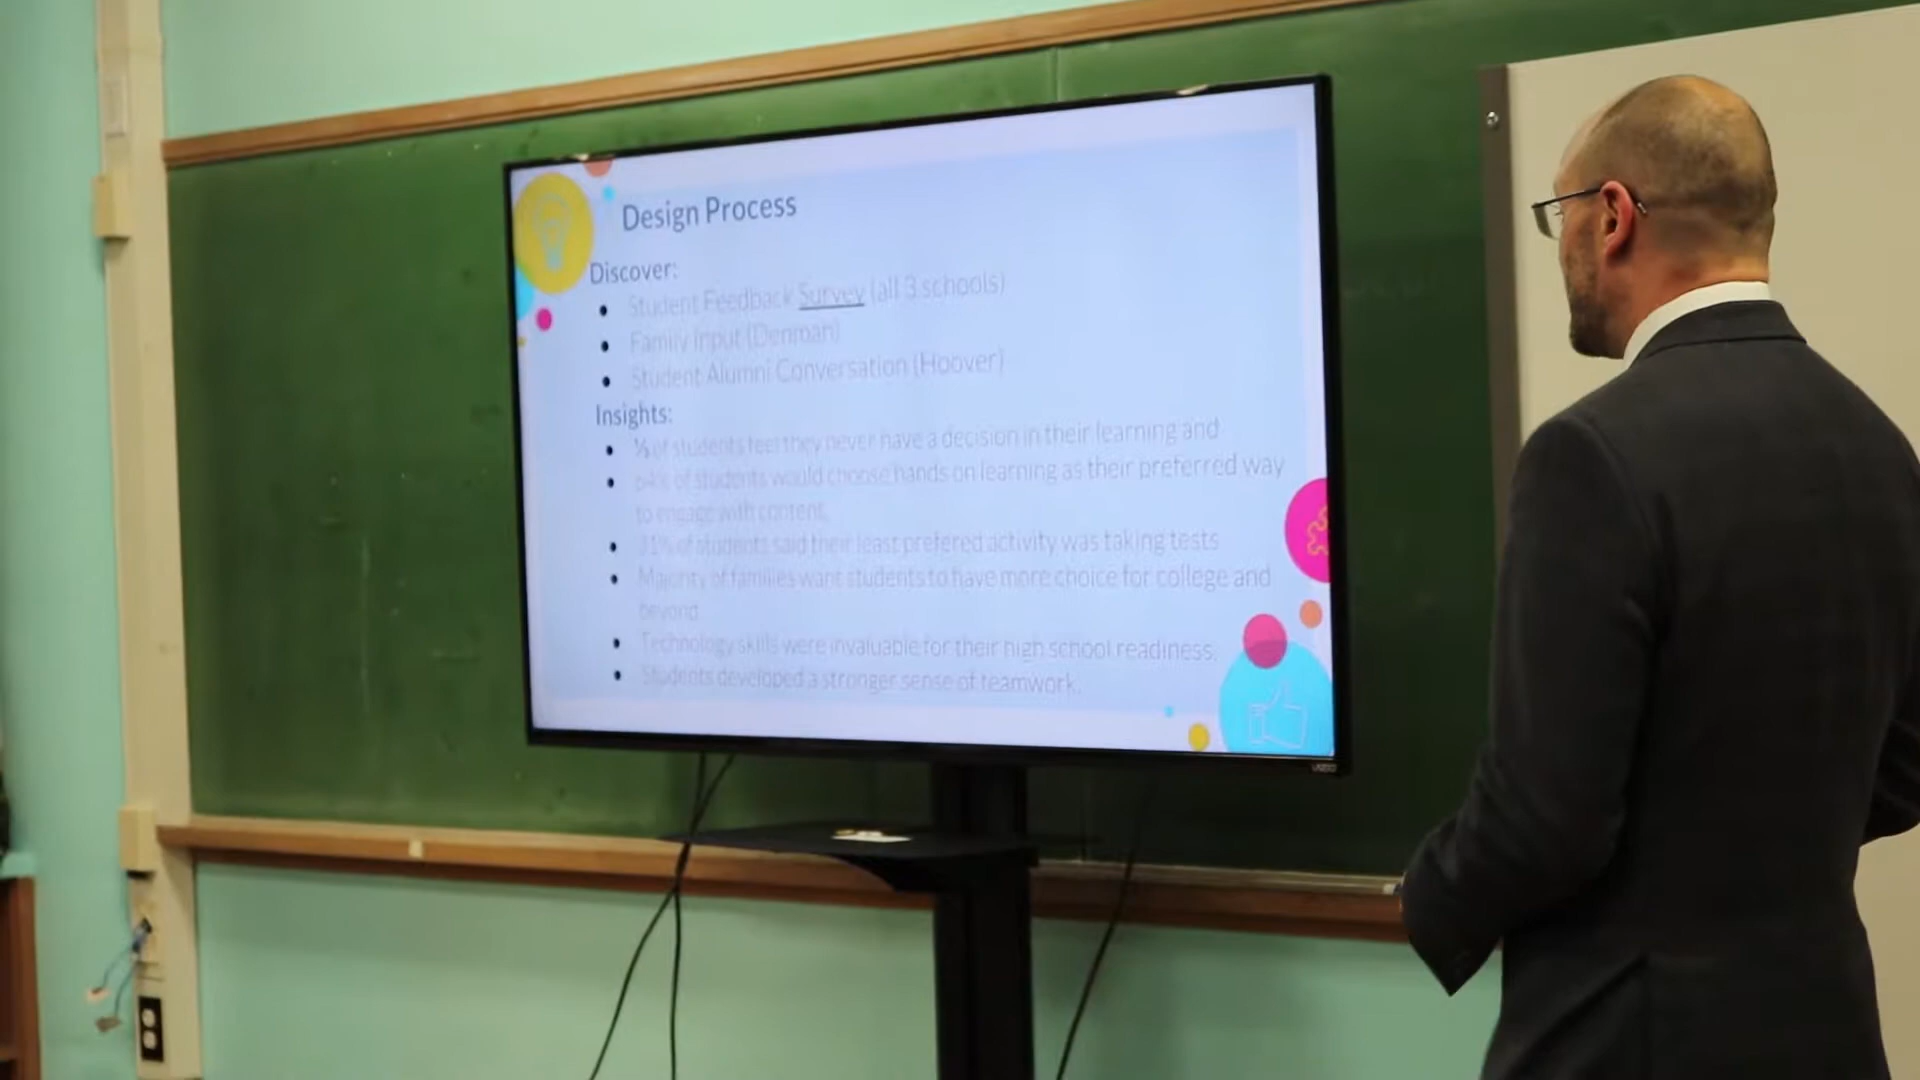 Design Process
Discover:
Student Feedback Survey (all 3 schools)
Family Input (Denman)
Student Alumni Conversation (Hoover)
Insights:
⅓ of students feel they never have a decision in their learning and
of students would choose hands on learning as their preferred way
to engage with content.
31% of students said their least prefered activity was taking tests
Majority of families want students to have more choice for college and
beyond
Technology skills were invaluable for their high school readiness.
Students developed a stronger sense of teamwork.
VIZIO